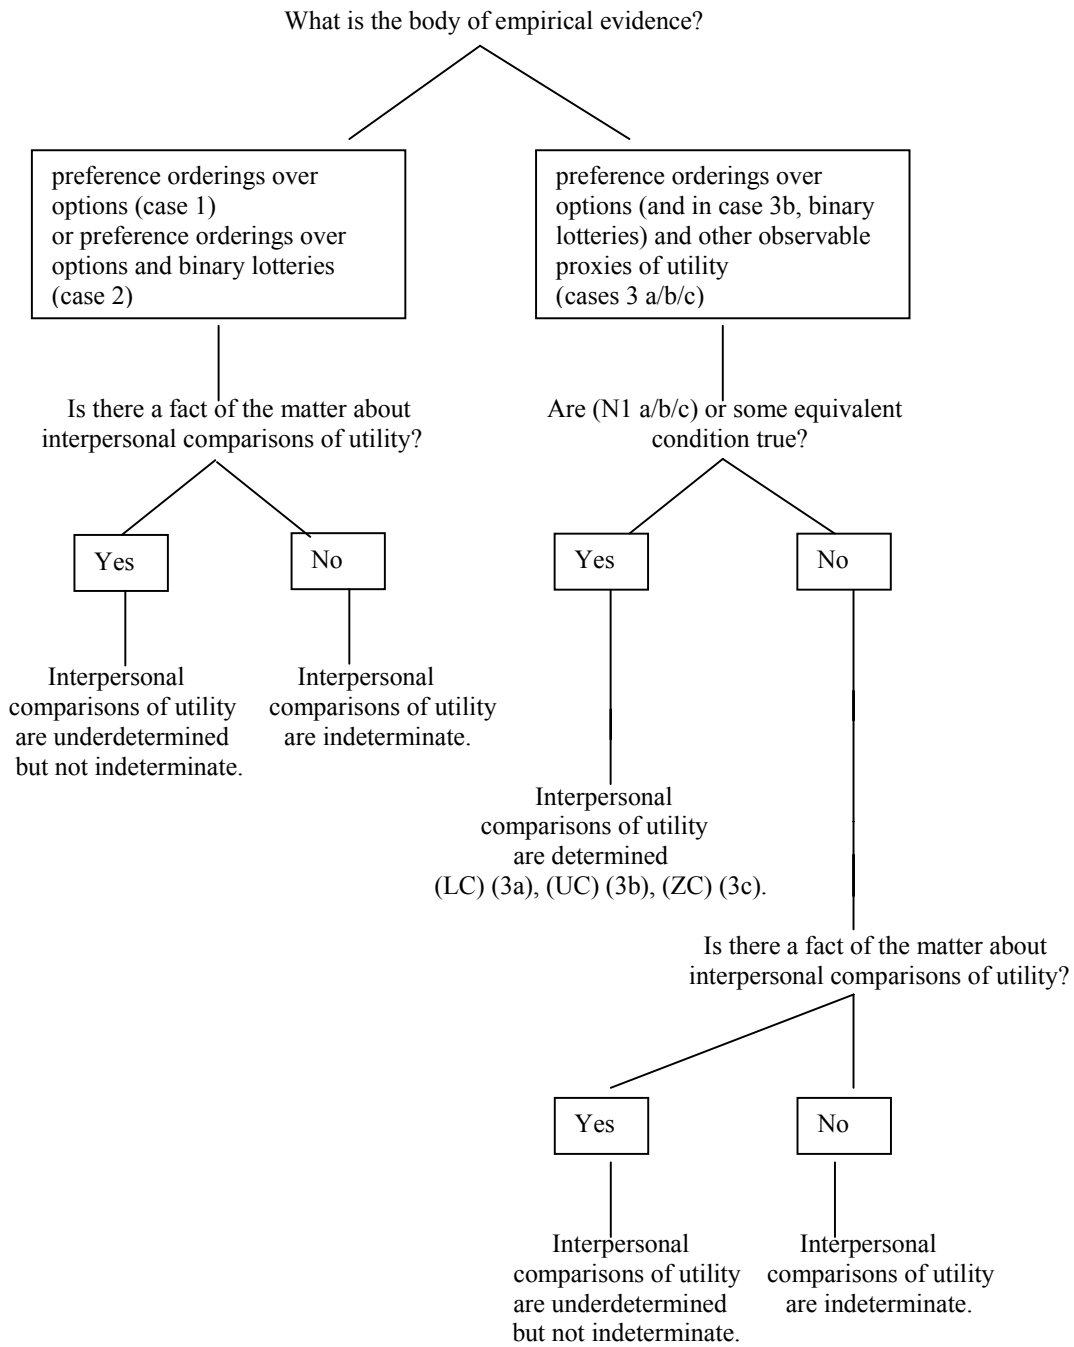 What is the body of empirical evidence?
preference orderings over
options (case 1)
or preference orderings over
options and binary lotteries
(case 2)
preference orderings over
options (and in case 3b, binary
lotteries) and other observable
proxies of utility
(cases 3 a/b/c)
Is there a fact of the matter about
interpersonal comparisons of utility?
Are (N1 a/b/c) or some equivalent
condition true?
Yes
No
Yes
No
Interpersonal
comparisons of utility
are underdetermined
but not indeterminate.
Interpersonal
comparisons of utility
are indeterminate.
Interpersonal
comparisons of utility
are determined
(LC) (3a), (UC) (3b), (ZC) (3c).
Is there a fact of the matter about
interpersonal comparisons of utility?
Yes
No
Interpersonal
comparisons of utility
are underdetermined
but not indeterminate.
Interpersonal
comparisons of utility
are indeterminate.